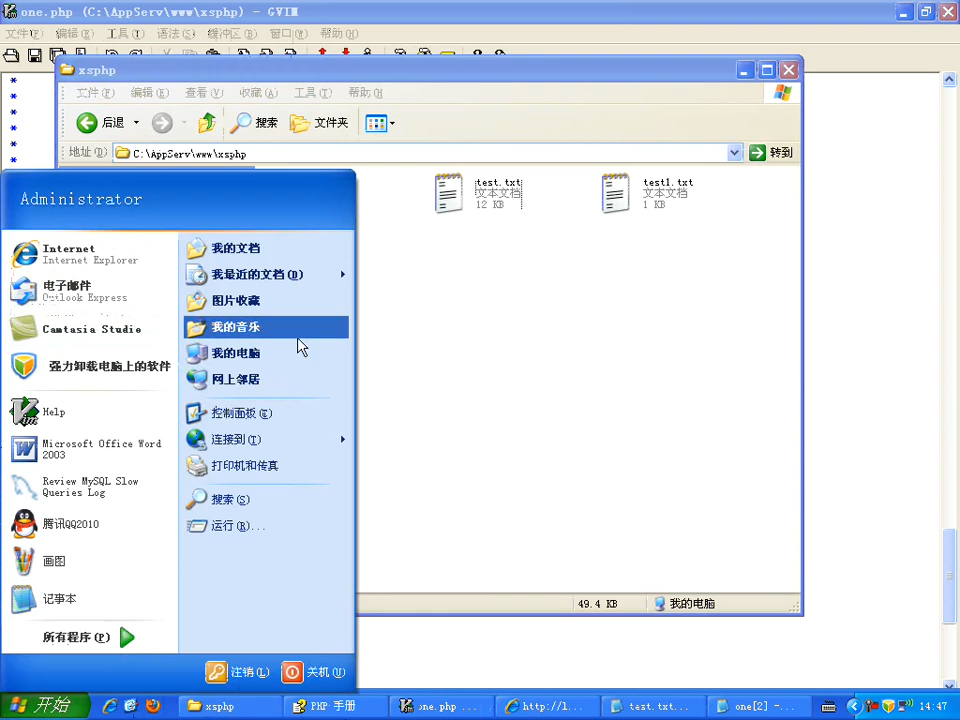 one.php (C:\AppServ\www\xsphp) - GVIM
文件(F) 编辑(E) 工具(T) 语法(S) 缓冲区(B) 窗口(W) 帮助(H)
xsphp
文件(F) 编辑(E) 查看(V) 收藏(A) 工具(T) 帮助(H)
后退 搜索 文件夹
地址(D) C:\AppServ\www\xsphp 转到
test.txt
文本文档
12 KB
test1.txt
文本文档
1 KB
Administrator
Internet
Internet Explorer
电子邮件
Outlook Express
Camtasia Studio
强力卸载电脑上的软件
Help
Microsoft Office Word
2003
Review MySQL Slow
Queries Log
腾讯QQ2010
画图
记事本
所有程序(P)
我的文档
我最近的文档(D)
图片收藏
我的音乐
我的电脑
网上邻居
控制面板(C)
连接到(T)
打印机和传真
搜索(S)
运行(R)...
注销(L) 关机(U)
49.4 KB 我的电脑
开始 xsphp PHP 手册 one.php ... http://l... test.txt... one[2] -... 14:47